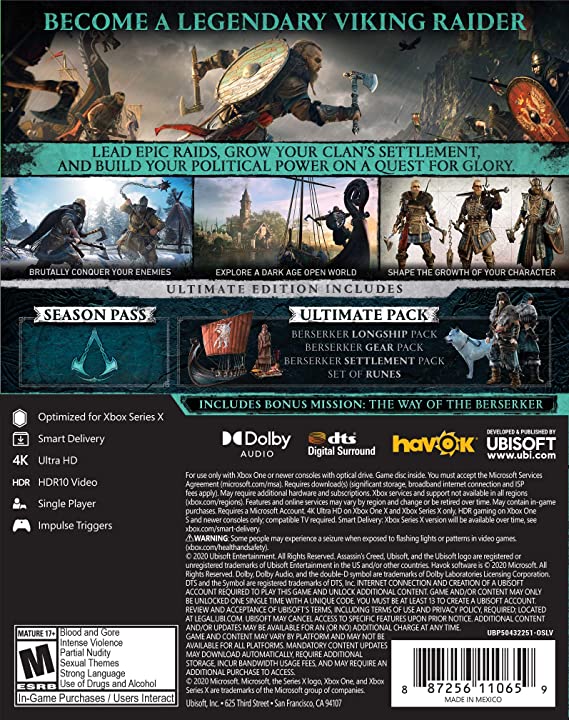 BECOME A LEGENDARY VIKING RAIDER
LEAD EPIC RAIDS, GROW YOUR CLAN'S SETTLEMENT,
AND BUILD YOUR POLITICAL POWER ON A QUEST FOR GLORY.
BRUTALLY CONQUER YOUR ENEMIES
EXPLORE A DARK AGE OPEN WORLD
SHAPE THE GROWTH OF YOUR CHARACTER
ULTIMATE EDITION INCLUDES
SEASON PASS
ULTIMATE PACK
BERSERKER LONGSHIP PACK
BERSERKER GEAR PACK
BERSERKER SETTLEMENT PACK
SET OF RUNES
INCLUDES BONUS MISSION: THE WAY OF THE BERSERKER
Optimized for Xbox Series X
Smart Delivery
4K Ultra HD
HDR HDR10 Video
Single Player
Impulse Triggers
Dolby
AUDIO
dts
Digital Surround
havok
DEVELOPED & PUBLISHED BY
UBISOFT
www.ubi.com
For use only with Xbox One or newer consoles with optical drive. Game disc inside. You must accept the Microsoft Services
Agreement (microsoft.com/msa). Requires download(s) (significant storage, broadband internet connection and ISP
fees apply). May require additional hardware and subscriptions. Xbox services and support not available in all regions
(xbox.com/regions). Features and online services may vary by region and change or be retired over time. May contain in-game
purchases. Requires a Microsoft Account. 4K Ultra HD on Xbox One X and Xbox Series X only, HDR gaming on Xbox One
S and newer consoles only; compatible TV required. Smart Delivery: Xbox Series X version will be available over time, see
xbox.com/smart-delivery.
WARNING: Some people may experience a seizure when exposed to flashing lights or patterns in video games.
(xbox.com/healthandsafety).
© 2020 Ubisoft Entertainment. All Rights Reserved. Assassin's Creed, Ubisoft, and the Ubisoft logo are registered or
unregistered trademarks of Ubisoft Entertainment in the US and/or other countries. Havok software is © 2020 Microsoft. All
Rights Reserved. Dolby, Dolby Audio, and the double-D symbol are trademarks of Dolby Laboratories Licensing Corporation.
DTS and the Symbol are registered trademarks of DTS, Inc. INTERNET CONNECTION AND CREATION OF A UBISOFT
ACCOUNT REQUIRED TO PLAY THIS GAME AND UNLOCK ADDITIONAL CONTENT. GAME AND/OR CONTENT MAY ONLY
BE UNLOCKED ONE SINGLE TIME WITH A UNIQUE CODE. YOU MUST BE AT LEAST 13 TO CREATE A UBISOFT ACCOUNT.
REVIEW AND ACCEPTANCE OF UBISOFT'S TERMS, INCLUDING TERMS OF USE AND PRIVACY POLICY, REQUIRED; LOCATED
AT LEGAL.UBI.COM. UBISOFT MAY CANCEL ACCESS TO SPECIFIC FEATURES UPON PRIOR NOTICE. ADDITIONAL CONTENT
AND/OR UPDATES MAY BE AVAILABLE FOR AN (OR NO) ADDITIONAL CHARGE AT ANY TIME.
GAME AND CONTENT MAY VARY BY PLATFORM AND MAY NOT BE
AVAILABLE FOR ALL PLATFORMS. MANDATORY CONTENT UPDATES
MAY DOWNLOAD AUTOMATICALLY, REQUIRE ADDITIONAL
STORAGE, INCUR BANDWIDTH USAGE FEES, AND MAY REQUIRE AN
ADDITIONAL PURCHASE TO ACCESS.
© 2020 Microsoft. Microsoft, the Series X logo, Xbox One, and Xbox
Series X are trademarks of the Microsoft group of companies.
Ubisoft, Inc. • 625 Third Street • San Francisco, CA 94107
UBP50432251-0SLV
MATURE 17+
M
ESRB
Blood and Gore
Intense Violence
Partial Nudity
Sexual Themes
Strong Language
Use of Drugs and Alcohol
In-Game Purchases / Users Interact
8 87256 11065 9
MADE IN MEXICO